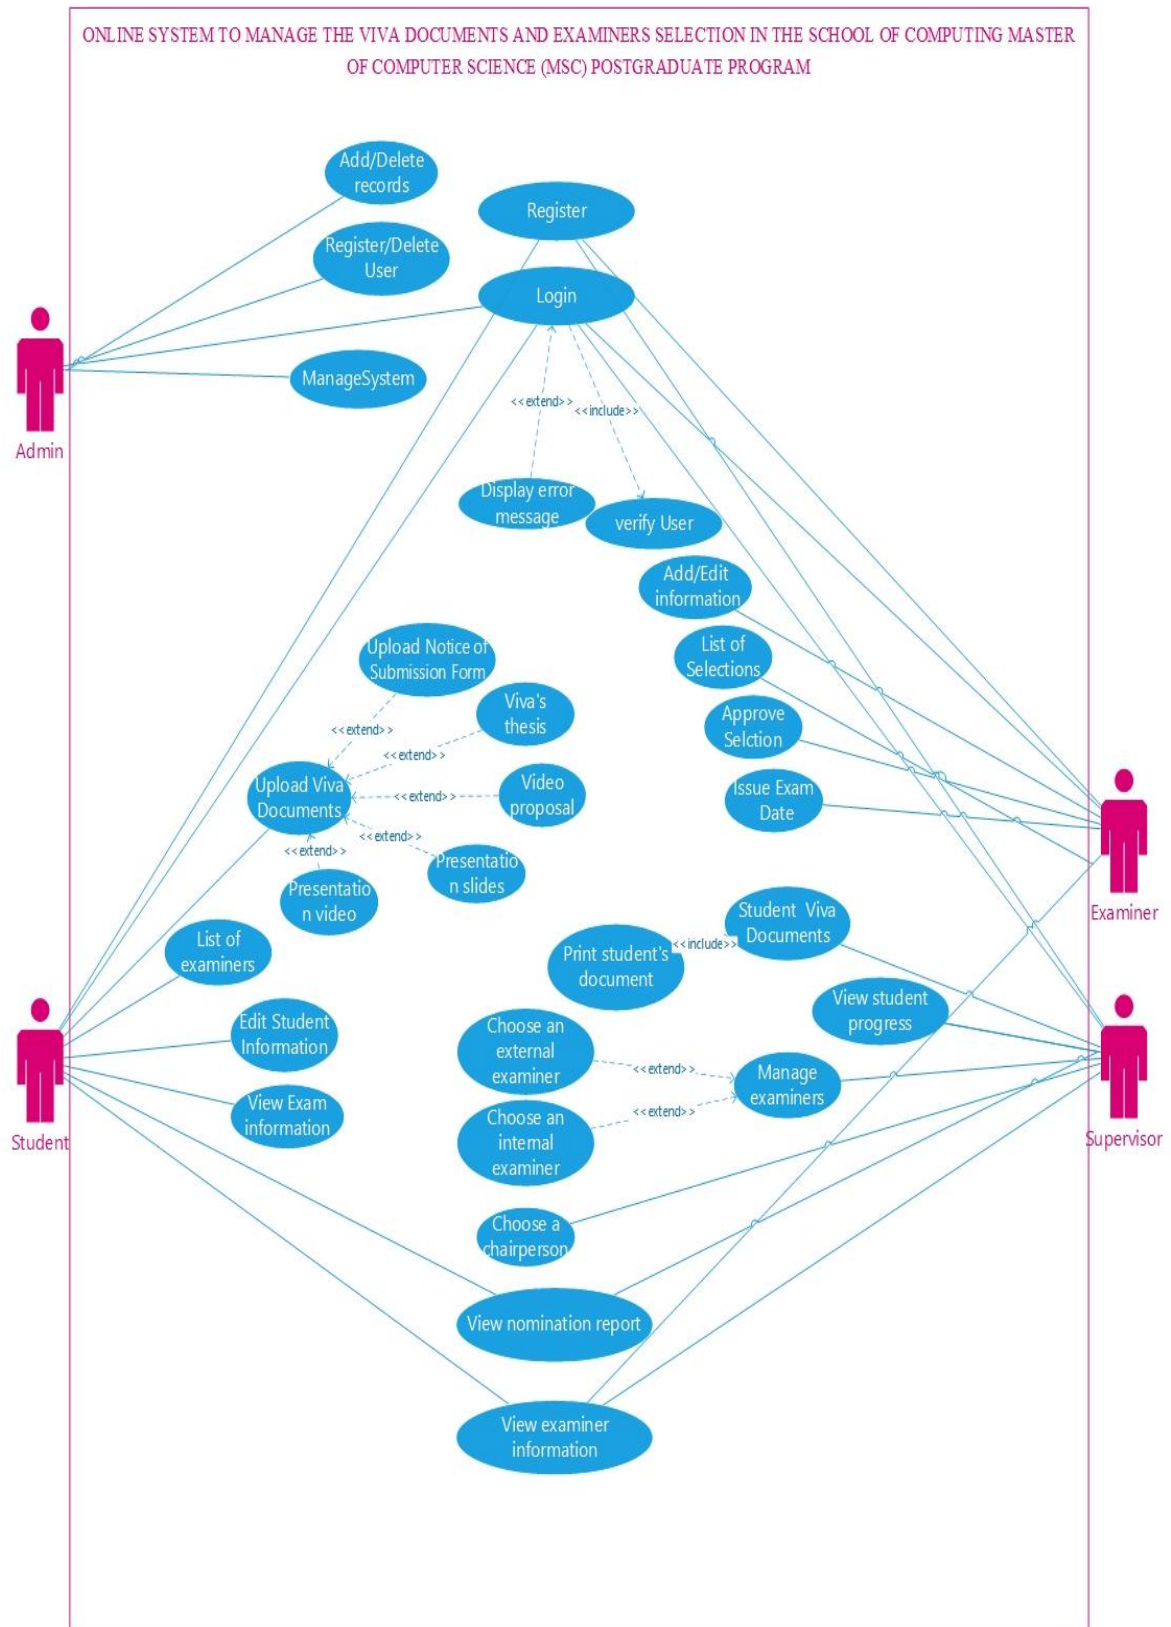 ONLINE SYSTEM TO MANAGE THE VIVA DOCUMENTS AND EXAMINERS SELECTION IN THE SCHOOL OF COMPUTING MASTER
OF COMPUTER SCIENCE (MSC) POSTGRADUATE PROGRAM
Add/Delete
records
Register
Register/Delete
User
Login
ManageSystem
Admin
<<extend>>
<<include>>
Display error
message
verify User
Add/Edit
information
Upload Notice of
Submission Form
List of
Selections
Viva's
thesis
Approve
Selction
<<extend>>
<<extend>>
Upload Viva
Documents
<<extend>>
Video
proposal
Issue Exam
Date
<<extend>>
<<extend>>
Presentatio
n slides
Presentatio
n video
Examiner
List of
examiners
Student Viva
Documents
<<include>>
Print student's
document
View student
progress
Edit Student
Information
Choose an
external
examiner
<<extend>>
Manage
examiners
<<extend>>
View Exam
information
Choose an
internal
examiner
Student
Supervisor
Choose a
chairperson
View nomination report
View examiner
information